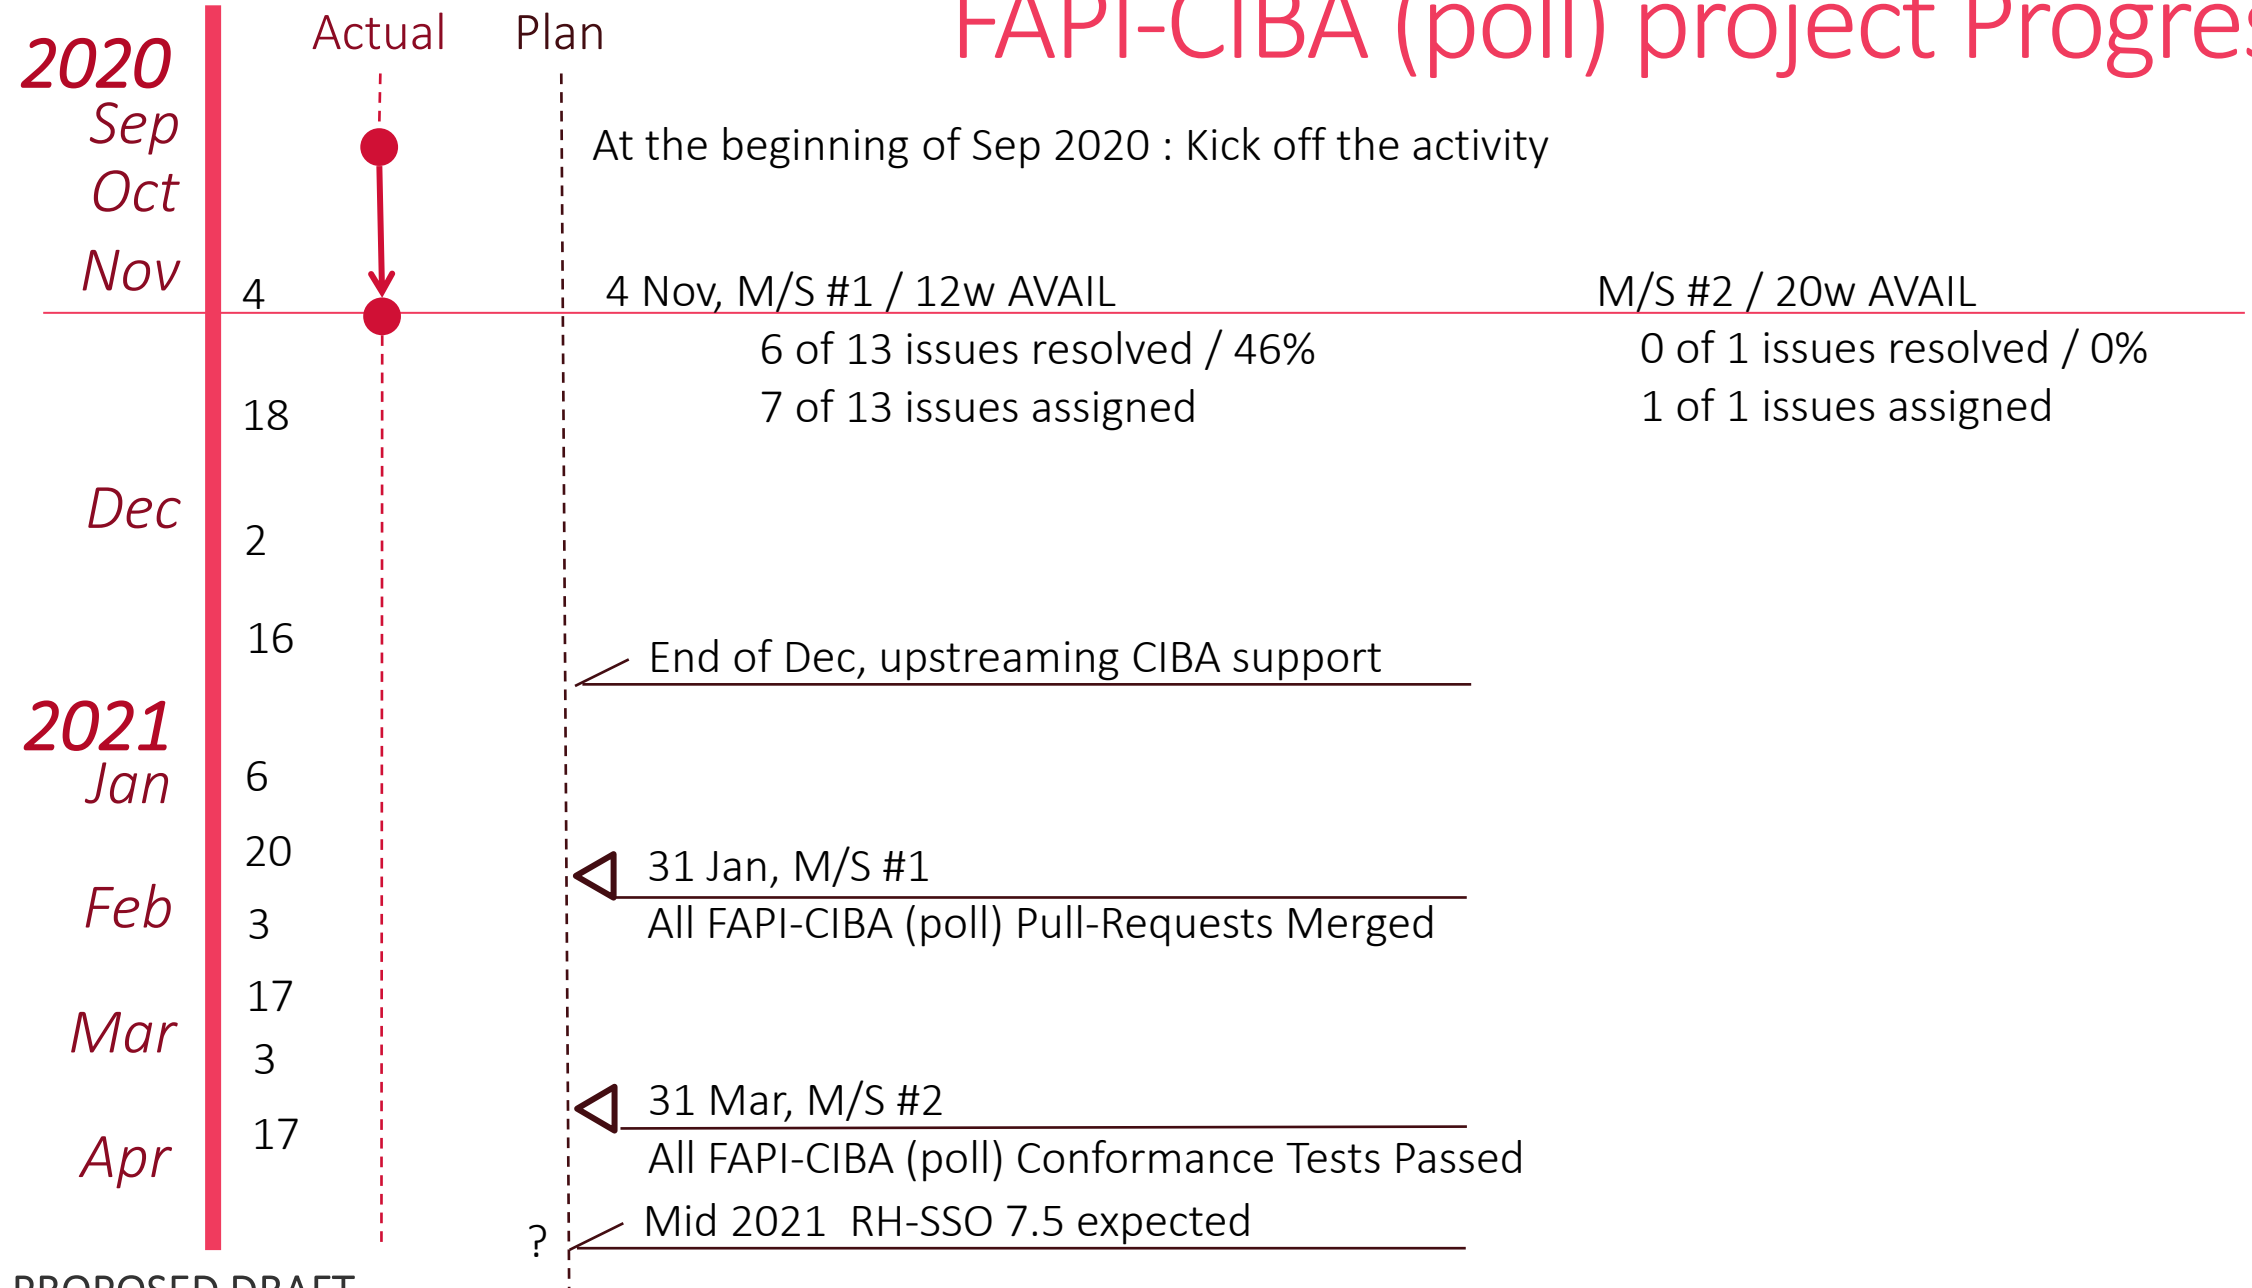 FAPI-CIBA (poll) project Progres
Actual Plan
2020
Sep
At the beginning of Sep 2020 : Kick off the activity
Oct
Nov
4
4 Nov, M/S #1 / 12w AVAIL
M/S #2 / 20w AVAIL
6 of 13 issues resolved / 46%
0 of 1 issues resolved / 0%
7 of 13 issues assigned
1 of 1 issues assigned
18
Dec
2
16
End of Dec, upstreaming CIBA support
2021
Jan
6
20
31 Jan, M/S #1
Feb
3
All FAPI-CIBA (poll) Pull-Requests Merged
17
Mar
3
31 Mar, M/S #2
17
Apr
All FAPI-CIBA (poll) Conformance Tests Passed
Mid 2021 RH-SSO 7.5 expected
?
PROPOSED DRAFT